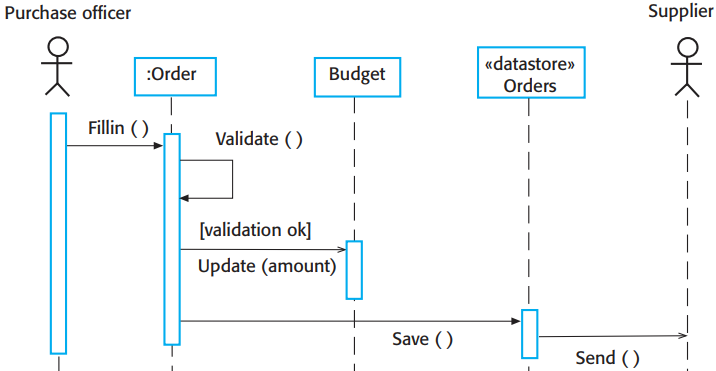 Purchase officer
Supplier
:Order
Budget
«datastore»
Orders
Fillin ( )
Validate ( )
[validation ok]
Update (amount)
Save ( )
Send ( )